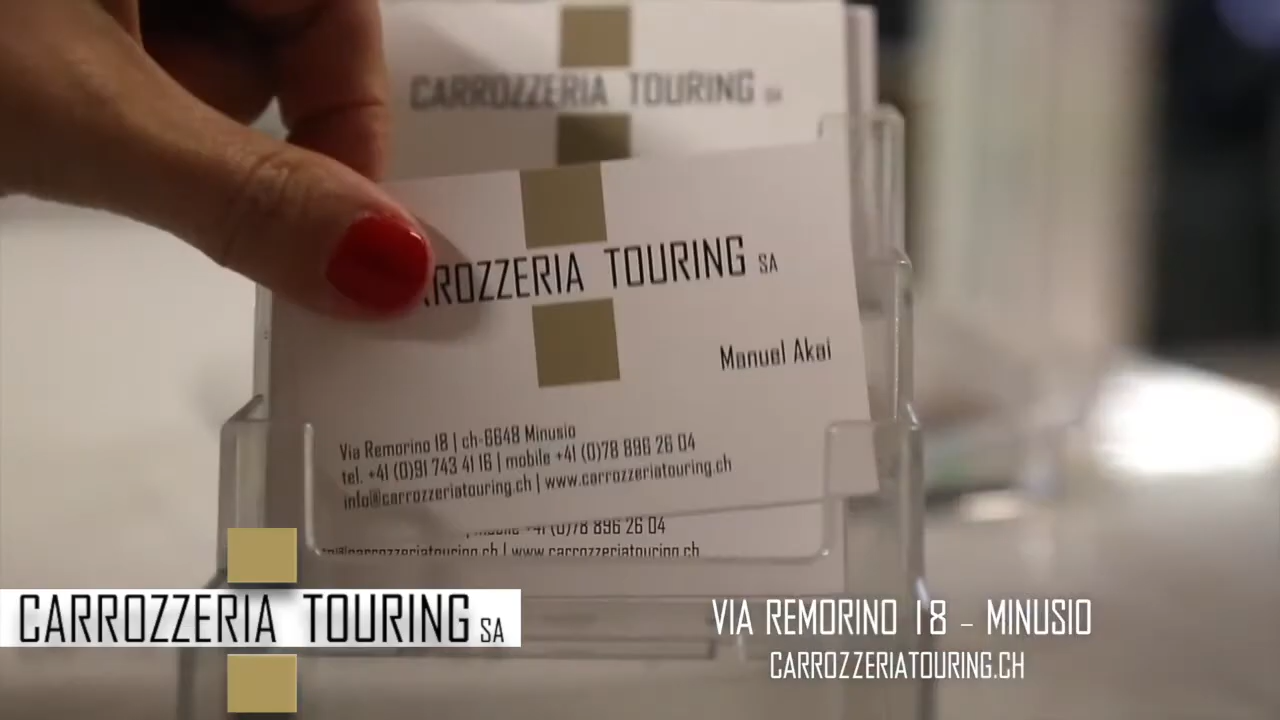 CARROZZERIA TOURING SA
RROZZERIA TOURING SA
Manuel Akai
Via Remorino 18 | ch-6648 Minusio
tel. +41 (0)91 743 41 16 | mobile +41 (0)78 896 26 04
info@carrozzeriatouring.ch | www.carrozzeriatouring.ch
| mobile +41 (0)78 896 26 04
@carrozzeriatouring.ch | www.carrozzeriatouring.ch
CARROZZERIA TOURING SA
VIA REMORINO 18 - MINUSIO
CARROZZERIATOURING.CH